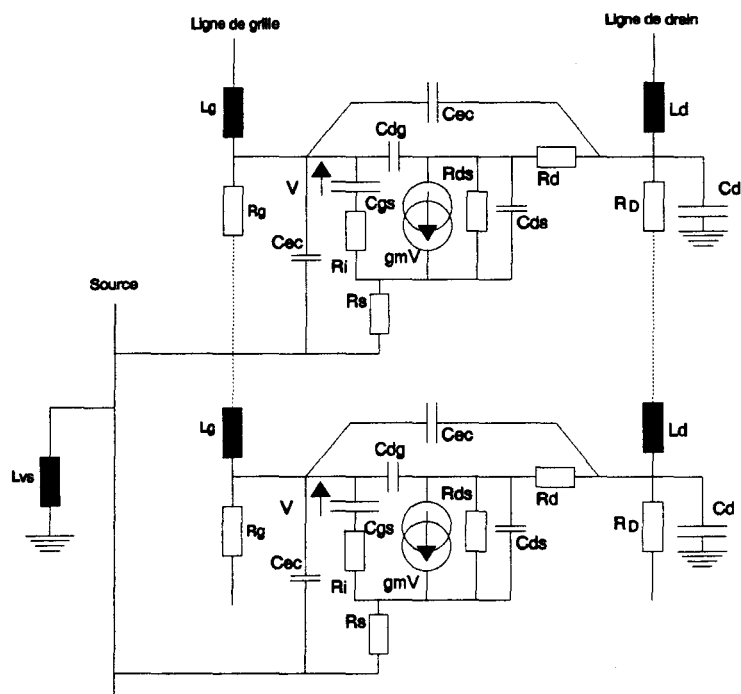 Ligne de grille
Ligne de drain
Lg
Cec
Ld
Cdg
V
Rds
Rd
Rg
Cgs
RD
Cd
Cds
Cec
Ri
gmV
Source
Rs
Lg
Cec
Ld
Cdg
Lvs
V
Rds
Rd
Rg
Cgs
RD
Cd
Cds
Cec
Ri
gmV
Rs